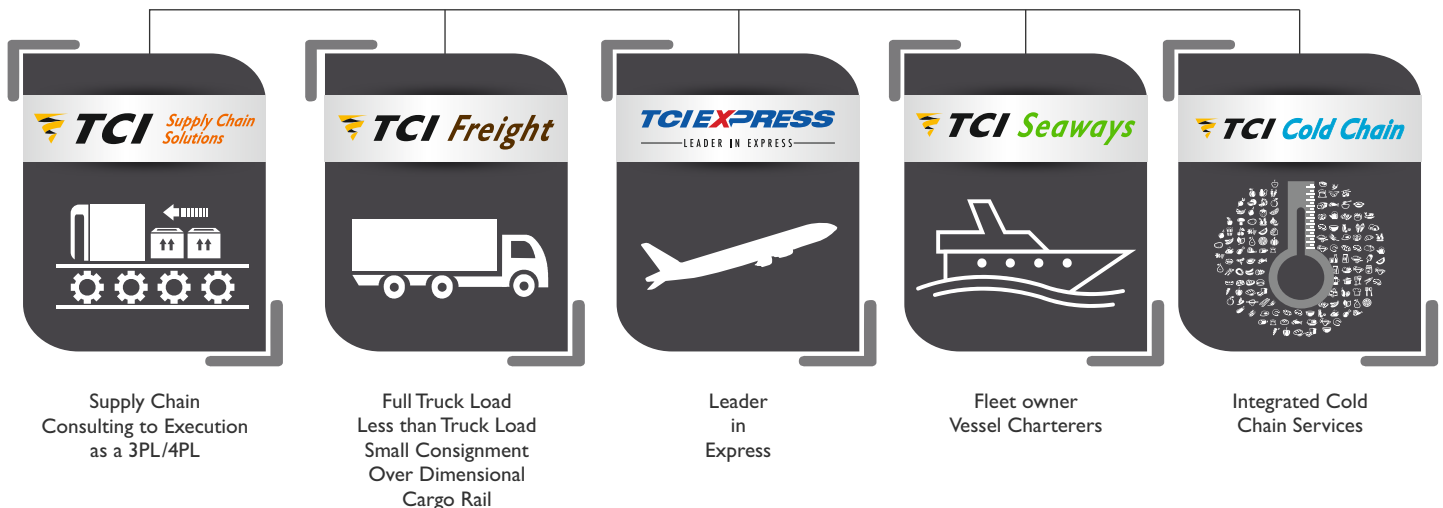 TCI Supply Chain
Solutions
TCI Freight
TCIEXPRESS
LEADER IN EXPRESS
TCI Seaways
TCI Cold Chain
Supply Chain
Consulting to Execution
as a 3PL/4PL
Full Truck Load
Less than Truck Load
Small Consignment
Over Dimensional
Cargo Rail
Leader
in
Express
Fleet owner
Vessel Charterers
Integrated Cold
Chain Services